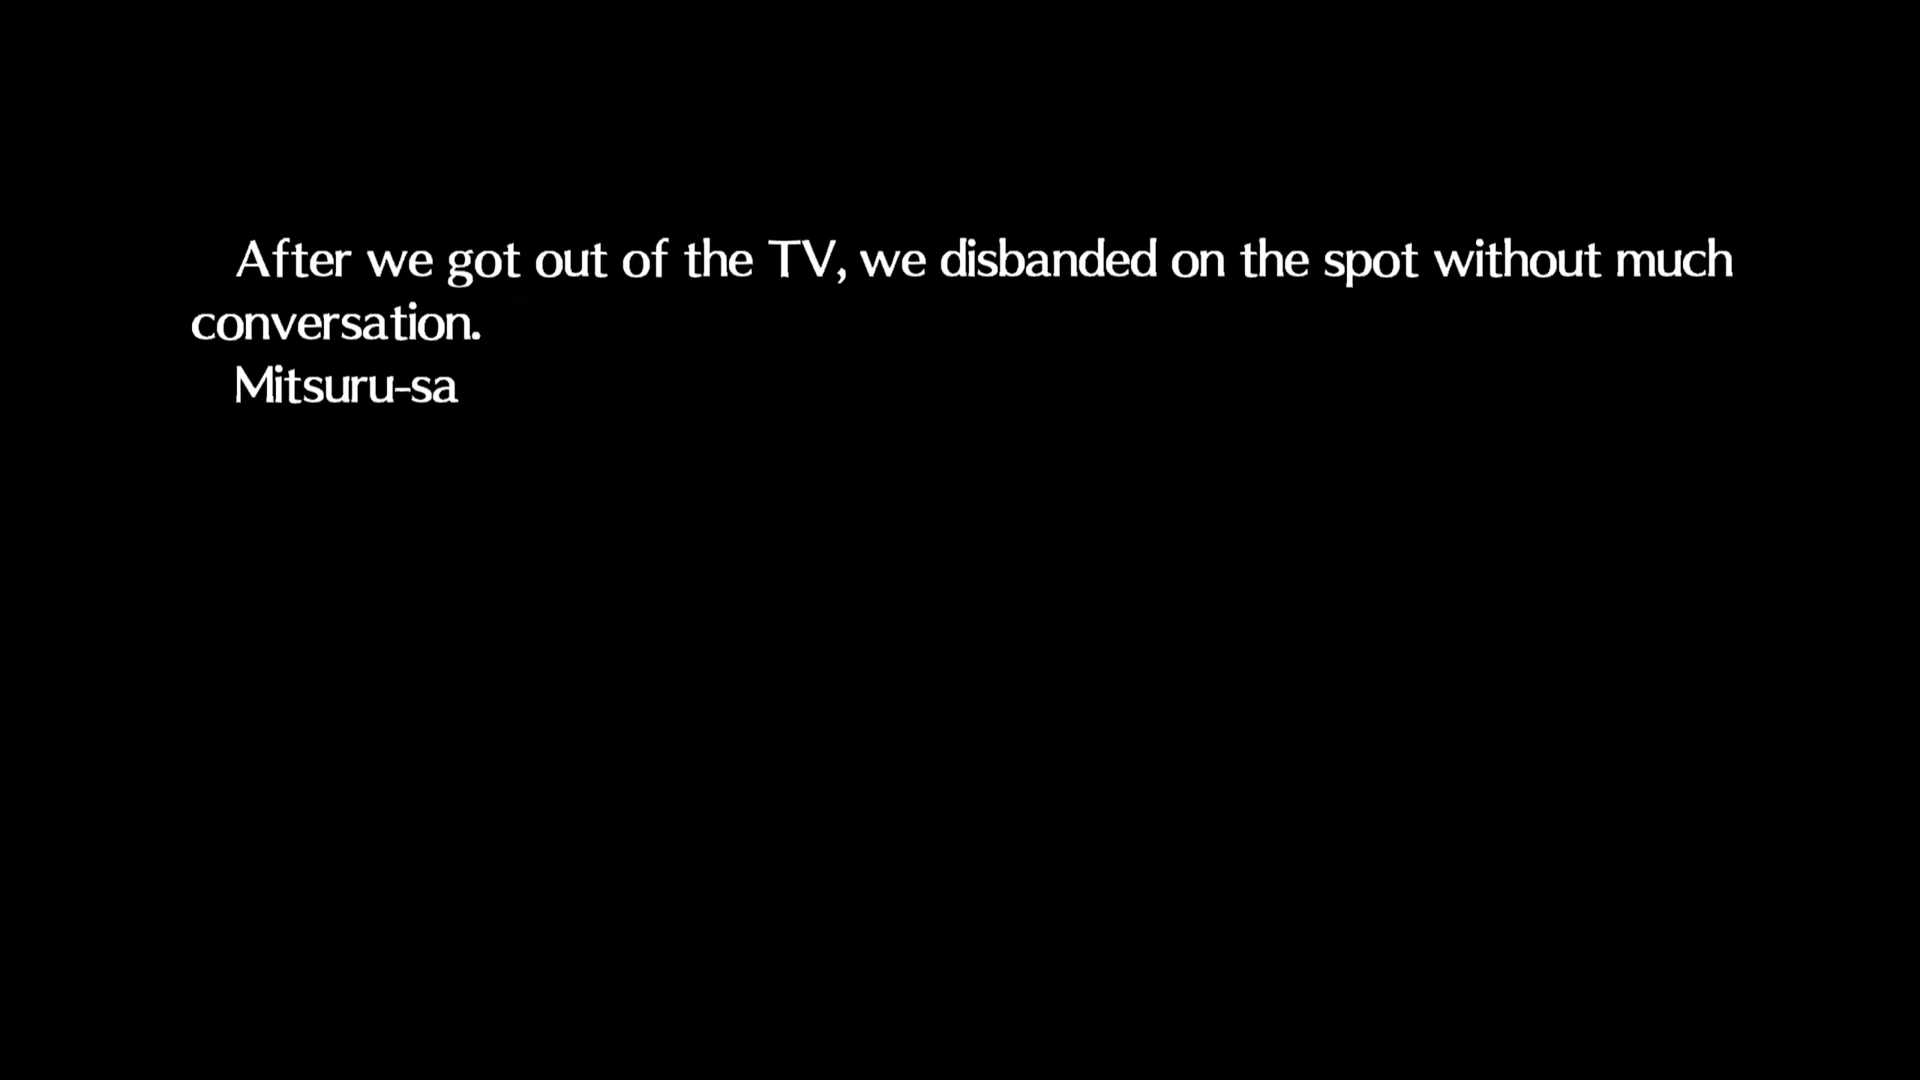 After we got out of the TV, we disbanded on the spot without much
conversation.
Mitsuru-sa